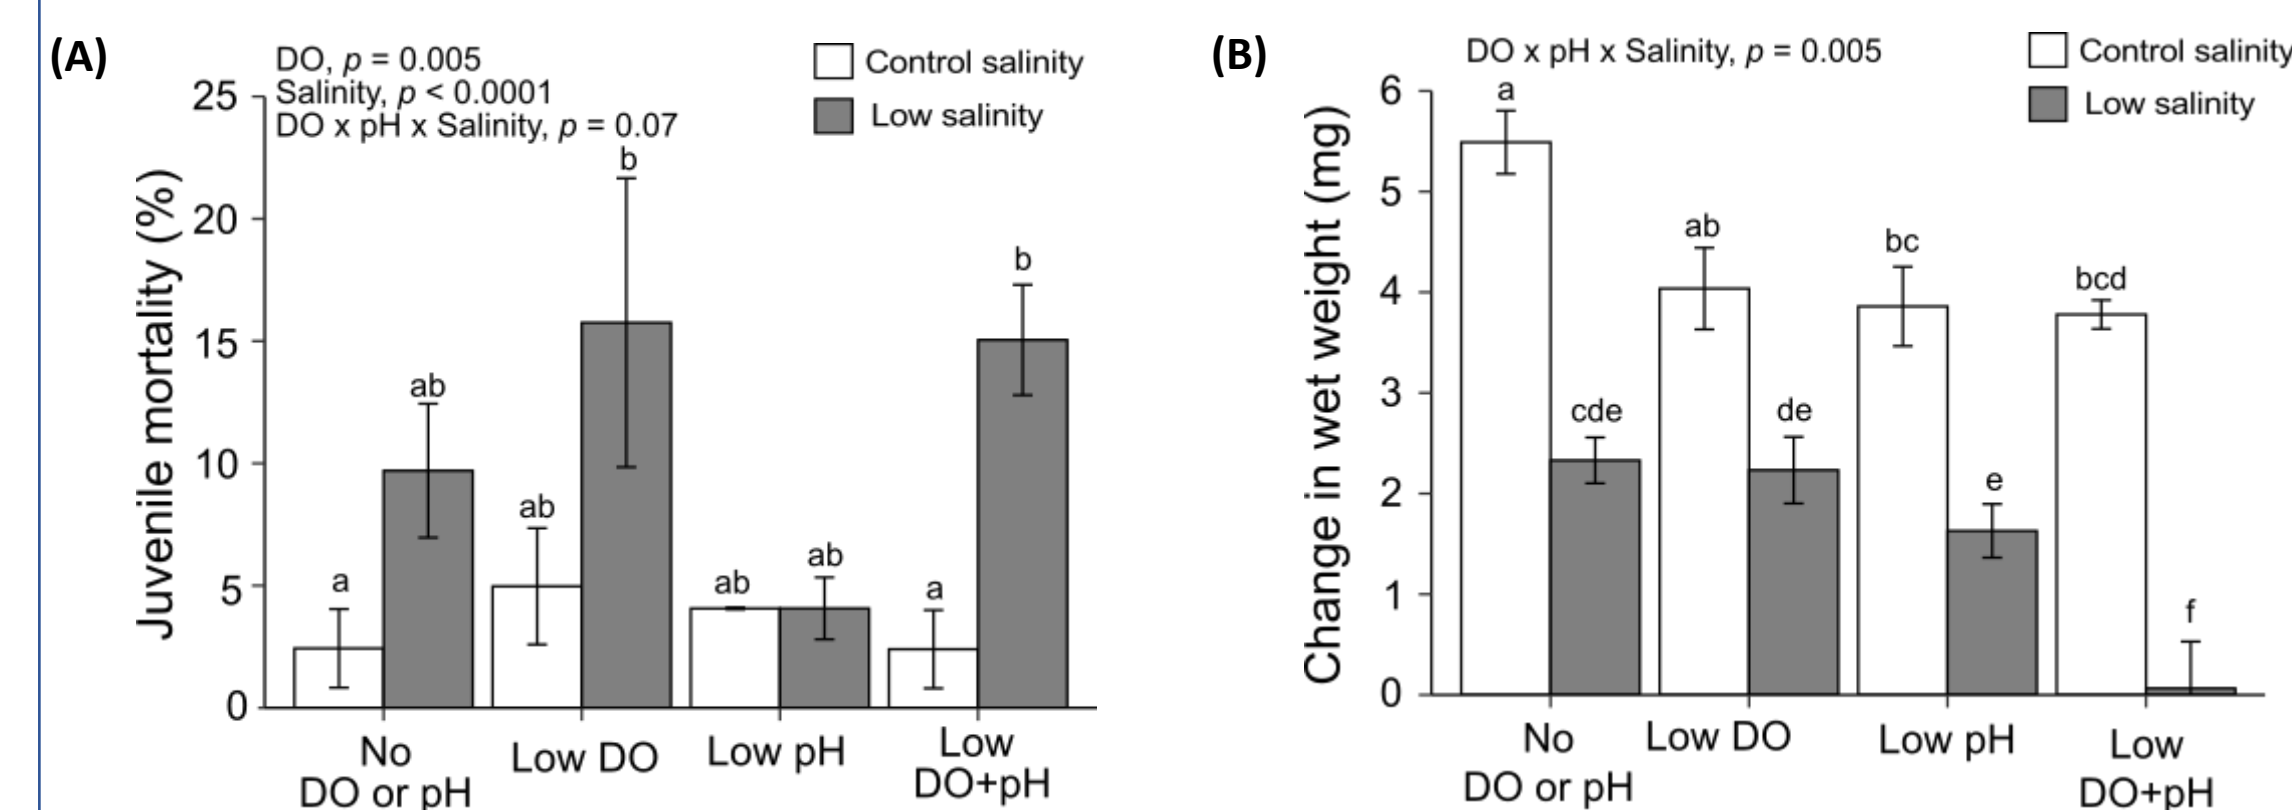 (A)
DO, p = 0.005
Salinity, p < 0.0001
DO x pH x Salinity, p = 0.07
Control salinity
Low salinity
Juvenile mortality (%)
25
20
15
10
5
0
a
ab
ab
b
ab
ab
a
b
No
DO or pH
Low DO
Low pH
Low
DO+pH
(B)
DO x pH x Salinity, p = 0.005
Control salinity
Low salinity
Change in wet weight (mg)
6
5
4
3
2
1
0
a
cde
ab
de
bc
e
bcd
f
No
DO or pH
Low DO
Low pH
Low
DO+pH